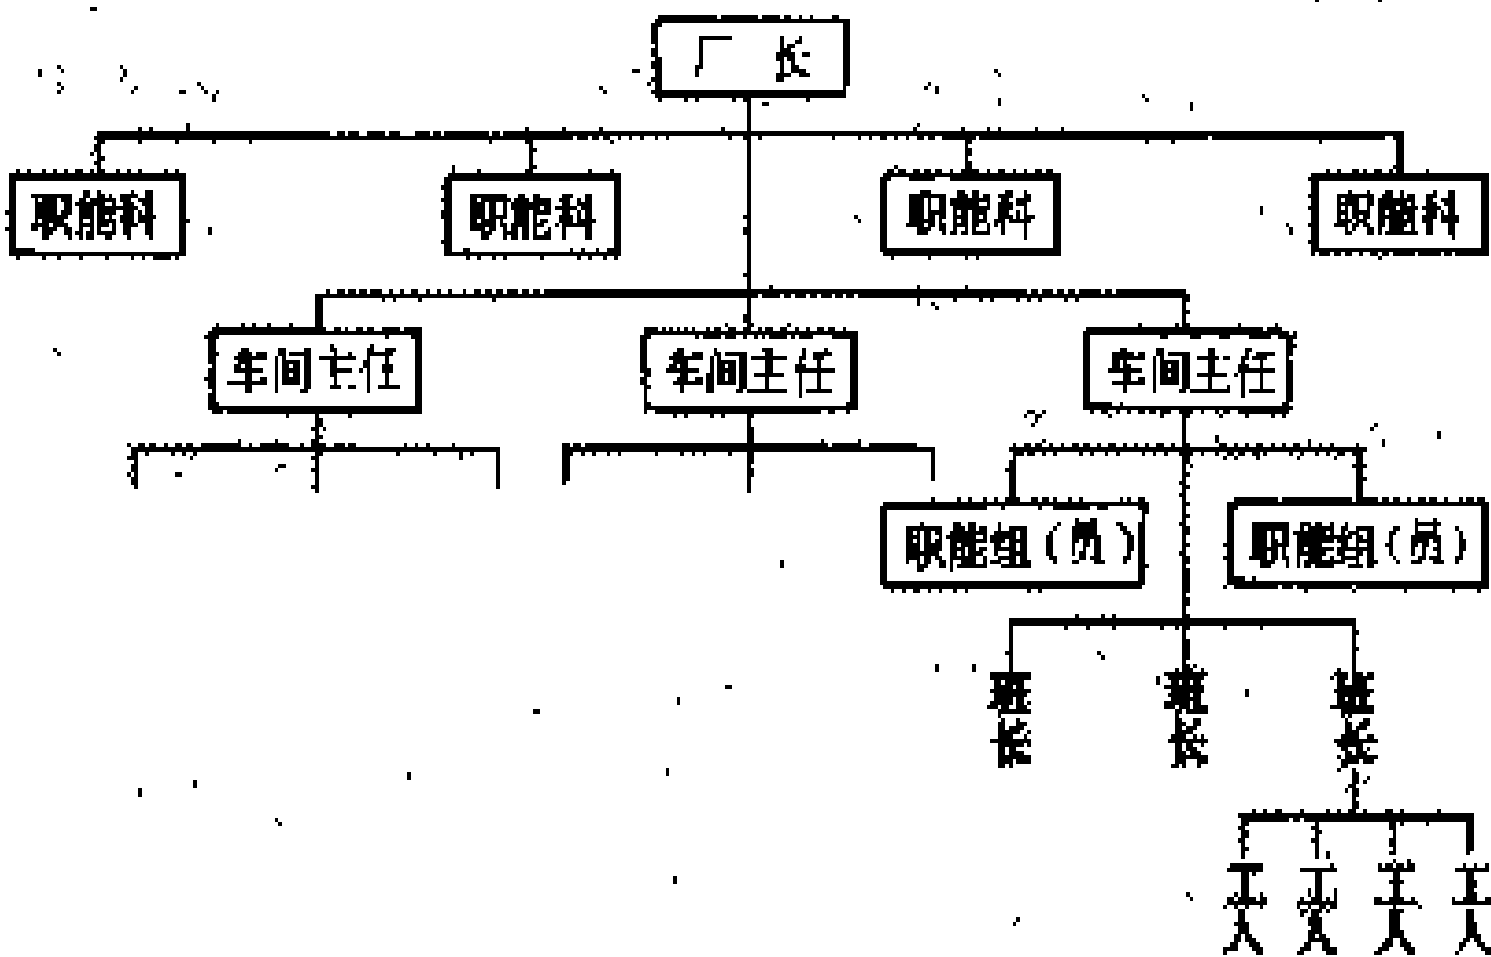 厂 长
职能科 职能科 职能科 职能科
车间主任 车间主任 车间主任
职能组(员) 职能组(员)
班长 班长 班长
工人 工人 工人 工人